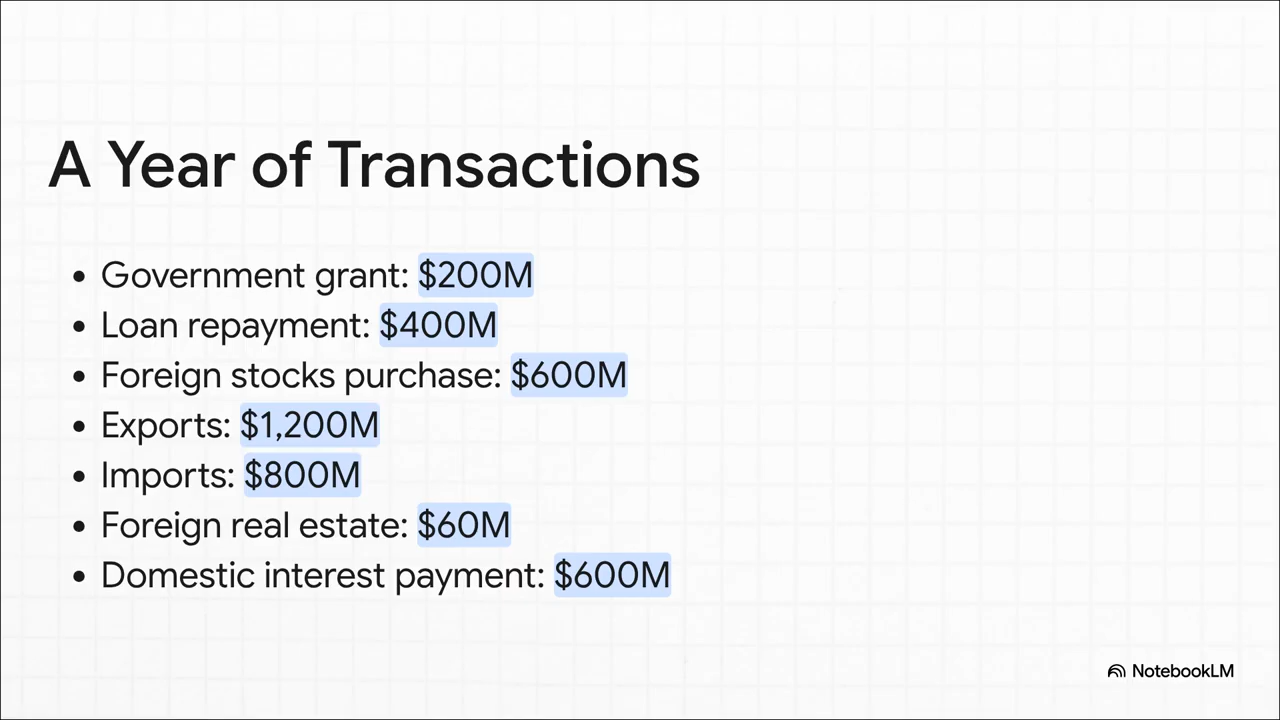 A Year of Transactions
• Government grant: $200M
• Loan repayment: $400M
• Foreign stocks purchase: $600M
• Exports: $1,200M
• Imports: $800M
• Foreign real estate: $60M
• Domestic interest payment: $600M
NotebookLM